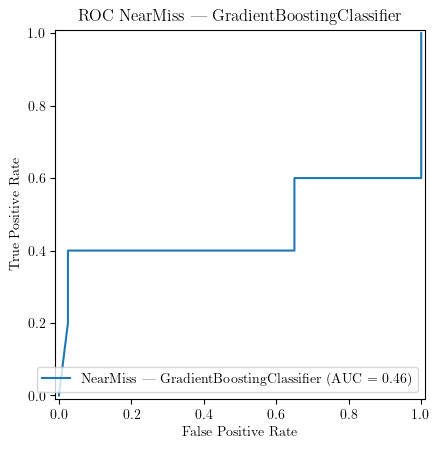 ROC NearMiss — GradientBoostingClassifier
1.0
0.8
0.6
0.4
0.2
0.0
True Positive Rate
NearMiss — GradientBoostingClassifier (AUC = 0.46)
0.0 0.2 0.4 0.6 0.8 1.0
False Positive Rate